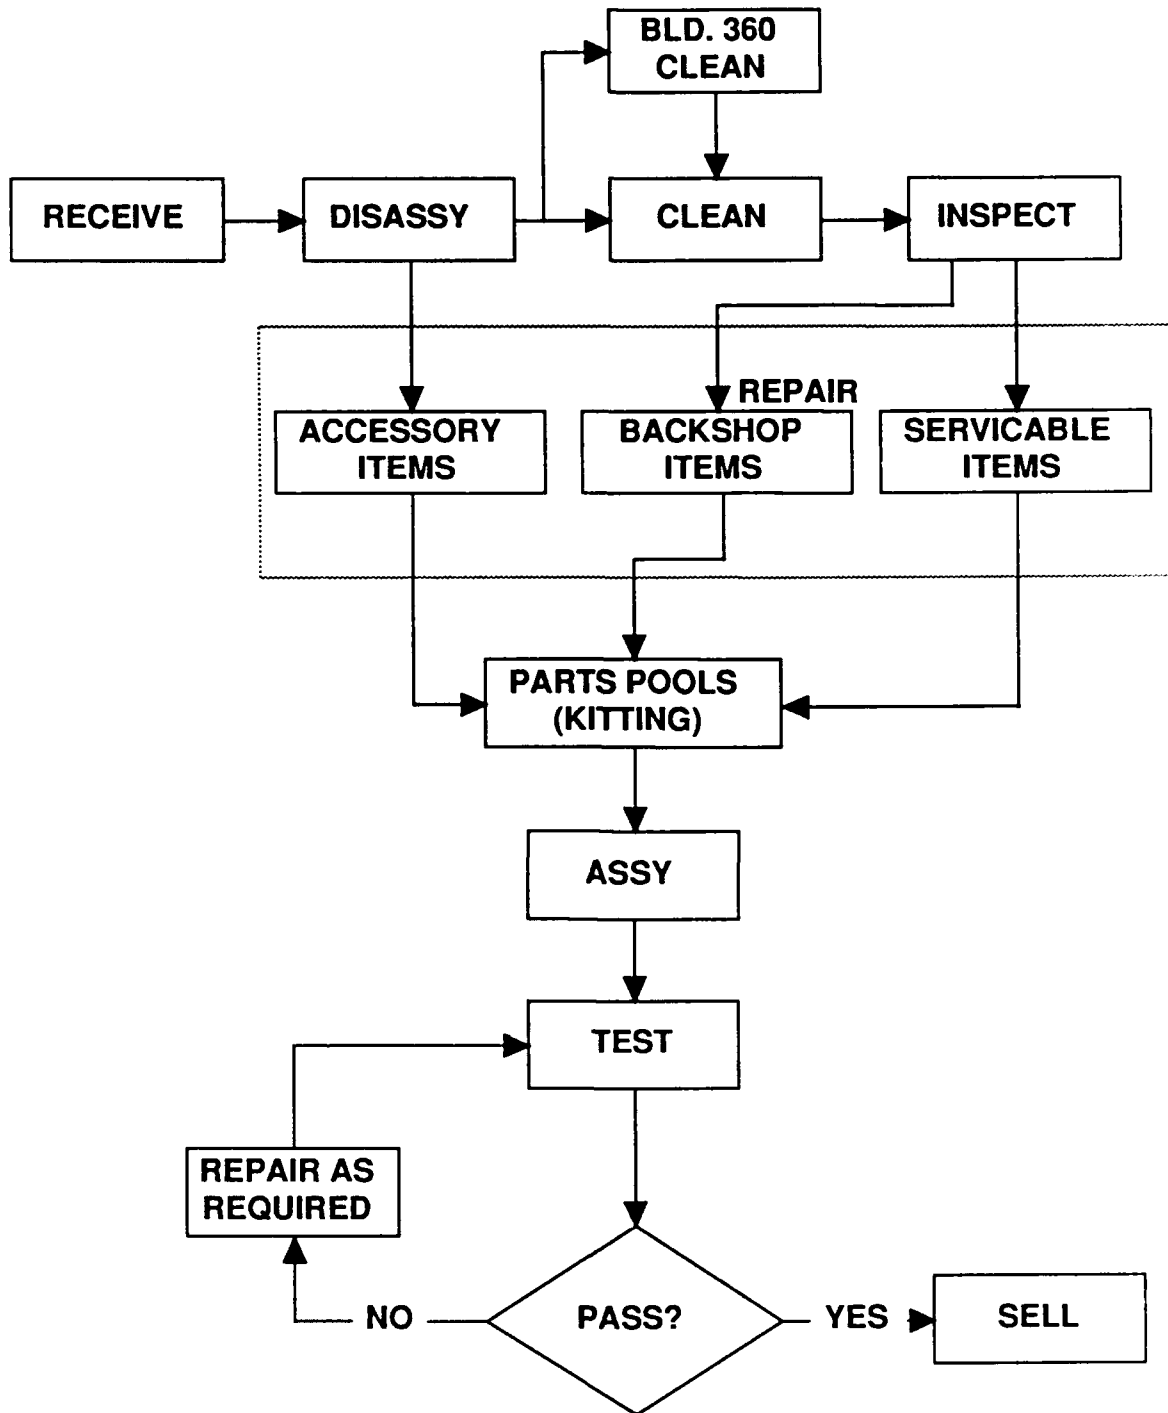 BLD. 360
CLEAN
RECEIVE
DISASSY
CLEAN
INSPECT
REPAIR
ACCESSORY
ITEMS
BACKSHOP
ITEMS
SERVICABLE
ITEMS
PARTS POOLS
(KITTING)
ASSY
TEST
REPAIR AS
REQUIRED
NO
PASS?
YES
SELL